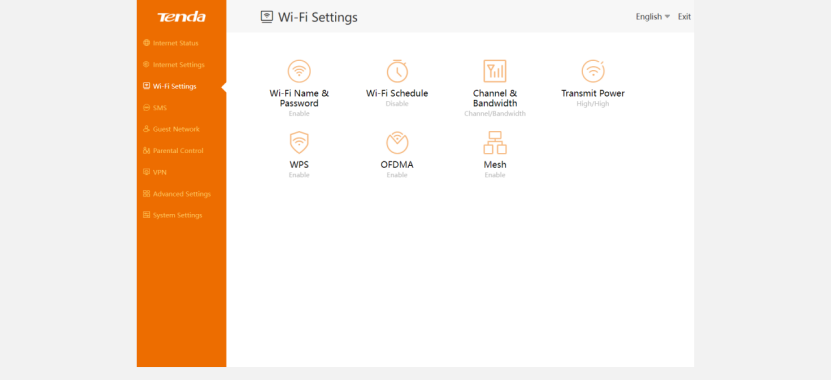 Tenda
Wi-Fi Settings
English
Exit
Internet Status
Internet Settings
Wi-Fi Settings
SMS
Guest Network
Parental Control
VPN
Advanced Settings
System Settings
Wi-Fi Name &
Password
Enable
Wi-Fi Schedule
Disable
Channel &
Bandwidth
Channel/Bandwidth
Transmit Power
High/High
WPS
Enable
OFDMA
Enable
Mesh
Enable